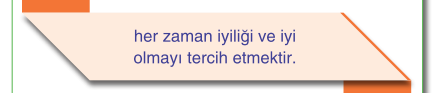 her zaman iyiliği ve iyi
olmayı tercih etmektir.